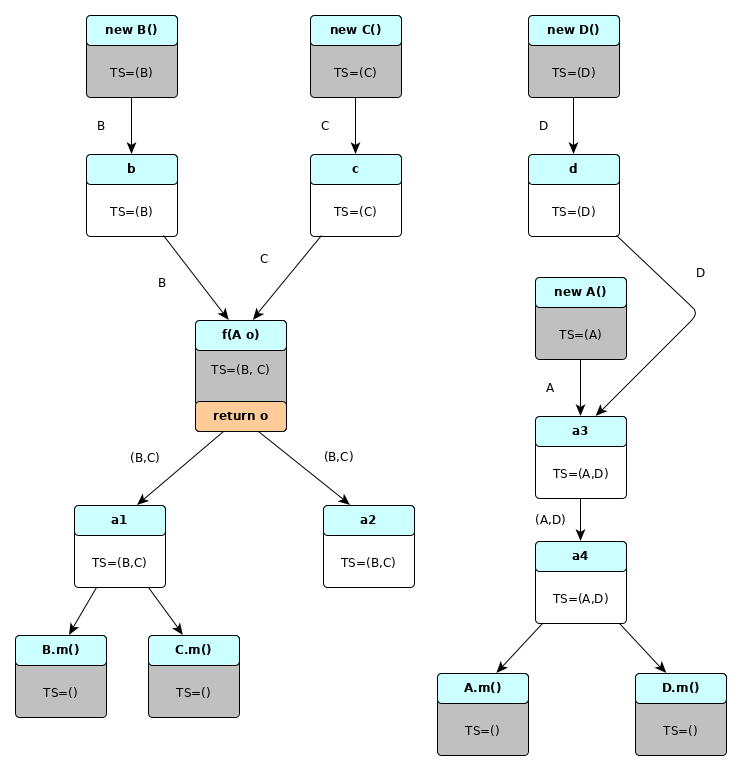 new B()
TS=(B)
new C()
TS=(C)
new D()
TS=(D)
B
C
D
b
TS=(B)
c
TS=(C)
d
TS=(D)
B
C
D
new A()
TS=(A)
A
f(A o)
TS=(B, C)
return o
a3
TS=(A,D)
(B,C)
(B,C)
(A,D)
a1
TS=(B,C)
a2
TS=(B,C)
a4
TS=(A,D)
B.m()
TS=()
C.m()
TS=()
A.m()
TS=()
D.m()
TS=()